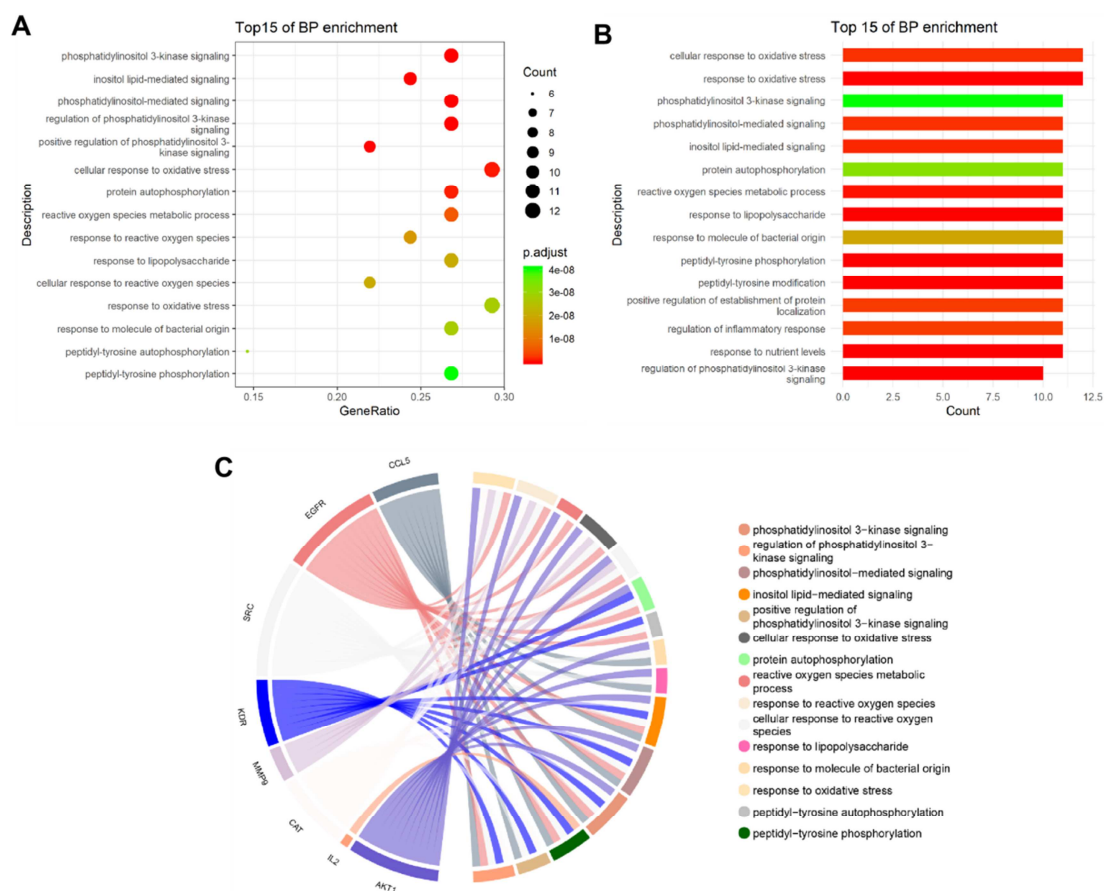 A
Top15 of BP enrichment
Description
phosphatidylinositol 3-kinase signaling
inositol lipid-mediated signaling
phosphatidylinositol-mediated signaling
regulation of phosphatidylinositol 3-kinase
signaling
positive regulation of phosphatidylinositol 3-
kinase signaling
cellular response to oxidative stress
protein autophosphorylation
reactive oxygen species metabolic process
response to reactive oxygen species
response to lipopolysaccharide
cellular response to reactive oxygen species
response to oxidative stress
response to molecule of bacterial origin
peptidyl-tyrosine autophosphorylation
peptidyl-tyrosine phosphorylation
0.15 0.20 0.25 0.30
GeneRatio
Count
6
7
8
9
10
11
12
p.adjust
4e-08
3e-08
2e-08
1e-08
B
Top 15 of BP enrichment
Description
cellular response to oxidative stress
response to oxidative stress
phosphatidylinositol 3-kinase signaling
phosphatidylinositol-mediated signaling
inositol lipid-mediated signaling
protein autophosphorylation
reactive oxygen species metabolic process
response to lipopolysaccharide
response to molecule of bacterial origin
peptidyl-tyrosine phosphorylation
peptidyl-tyrosine modification
positive regulation of establishment of protein
localization
regulation of inflammatory response
response to nutrient levels
regulation of phosphatidylinositol 3-kinase
signaling
0.0 2.5 5.0 7.5 10.0 12.5
Count
C
CCL5
EGFR
SRC
KDR
MMP9
CAT
IL2
AKT1
phosphatidylinositol 3−kinase signaling
regulation of phosphatidylinositol 3−
kinase signaling
phosphatidylinositol−mediated signaling
inositol lipid−mediated signaling
positive regulation of
phosphatidylinositol 3−kinase signaling
cellular response to oxidative stress
protein autophosphorylation
reactive oxygen species metabolic
process
response to reactive oxygen species
cellular response to reactive oxygen
species
response to lipopolysaccharide
response to molecule of bacterial origin
response to oxidative stress
peptidyl−tyrosine autophosphorylation
peptidyl−tyrosine phosphorylation